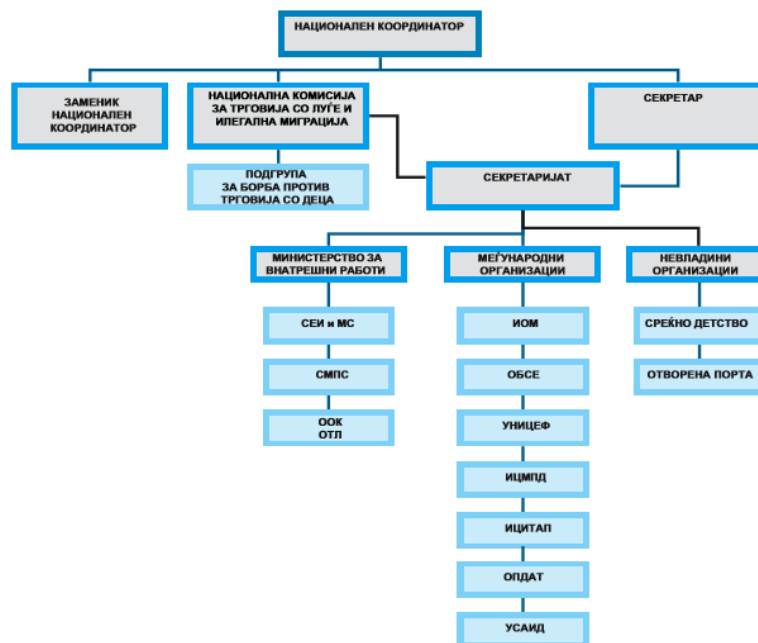 НАЦИОНАЛЕН КООРДИНАТОР
ЗАМЕНИК
НАЦИОНАЛЕН
КООРДИНАТОР
НАЦИОНАЛНА КОМИСИЈА
ЗА ТРГОВИЈА СО ЛУЃЕ И
ИЛЕГАЛНА МИГРАЦИЈА
СЕКРЕТАР
ПОДГРУПА
ЗА БОРБА ПРОТИВ
ТРГОВИЈА СО ДЕЦА
СЕКРЕТАРИЈАТ
МИНИСТЕРСТВО ЗА
ВНАТРЕШНИ РАБОТИ
МЕЃУНАРОДНИ
ОРГАНИЗАЦИИ
НЕВЛАДИНИ
ОРГАНИЗАЦИИ
СЕИ и МС
ИОМ
СРЕЌНО ДЕТСТВО
СМПС
ОБСЕ
ОТВОРЕНА ПОРТА
ООК
ОТЛ
УНИЦЕФ
ИЦМПД
ИЦИТАП
ОПДАТ
УСАИД